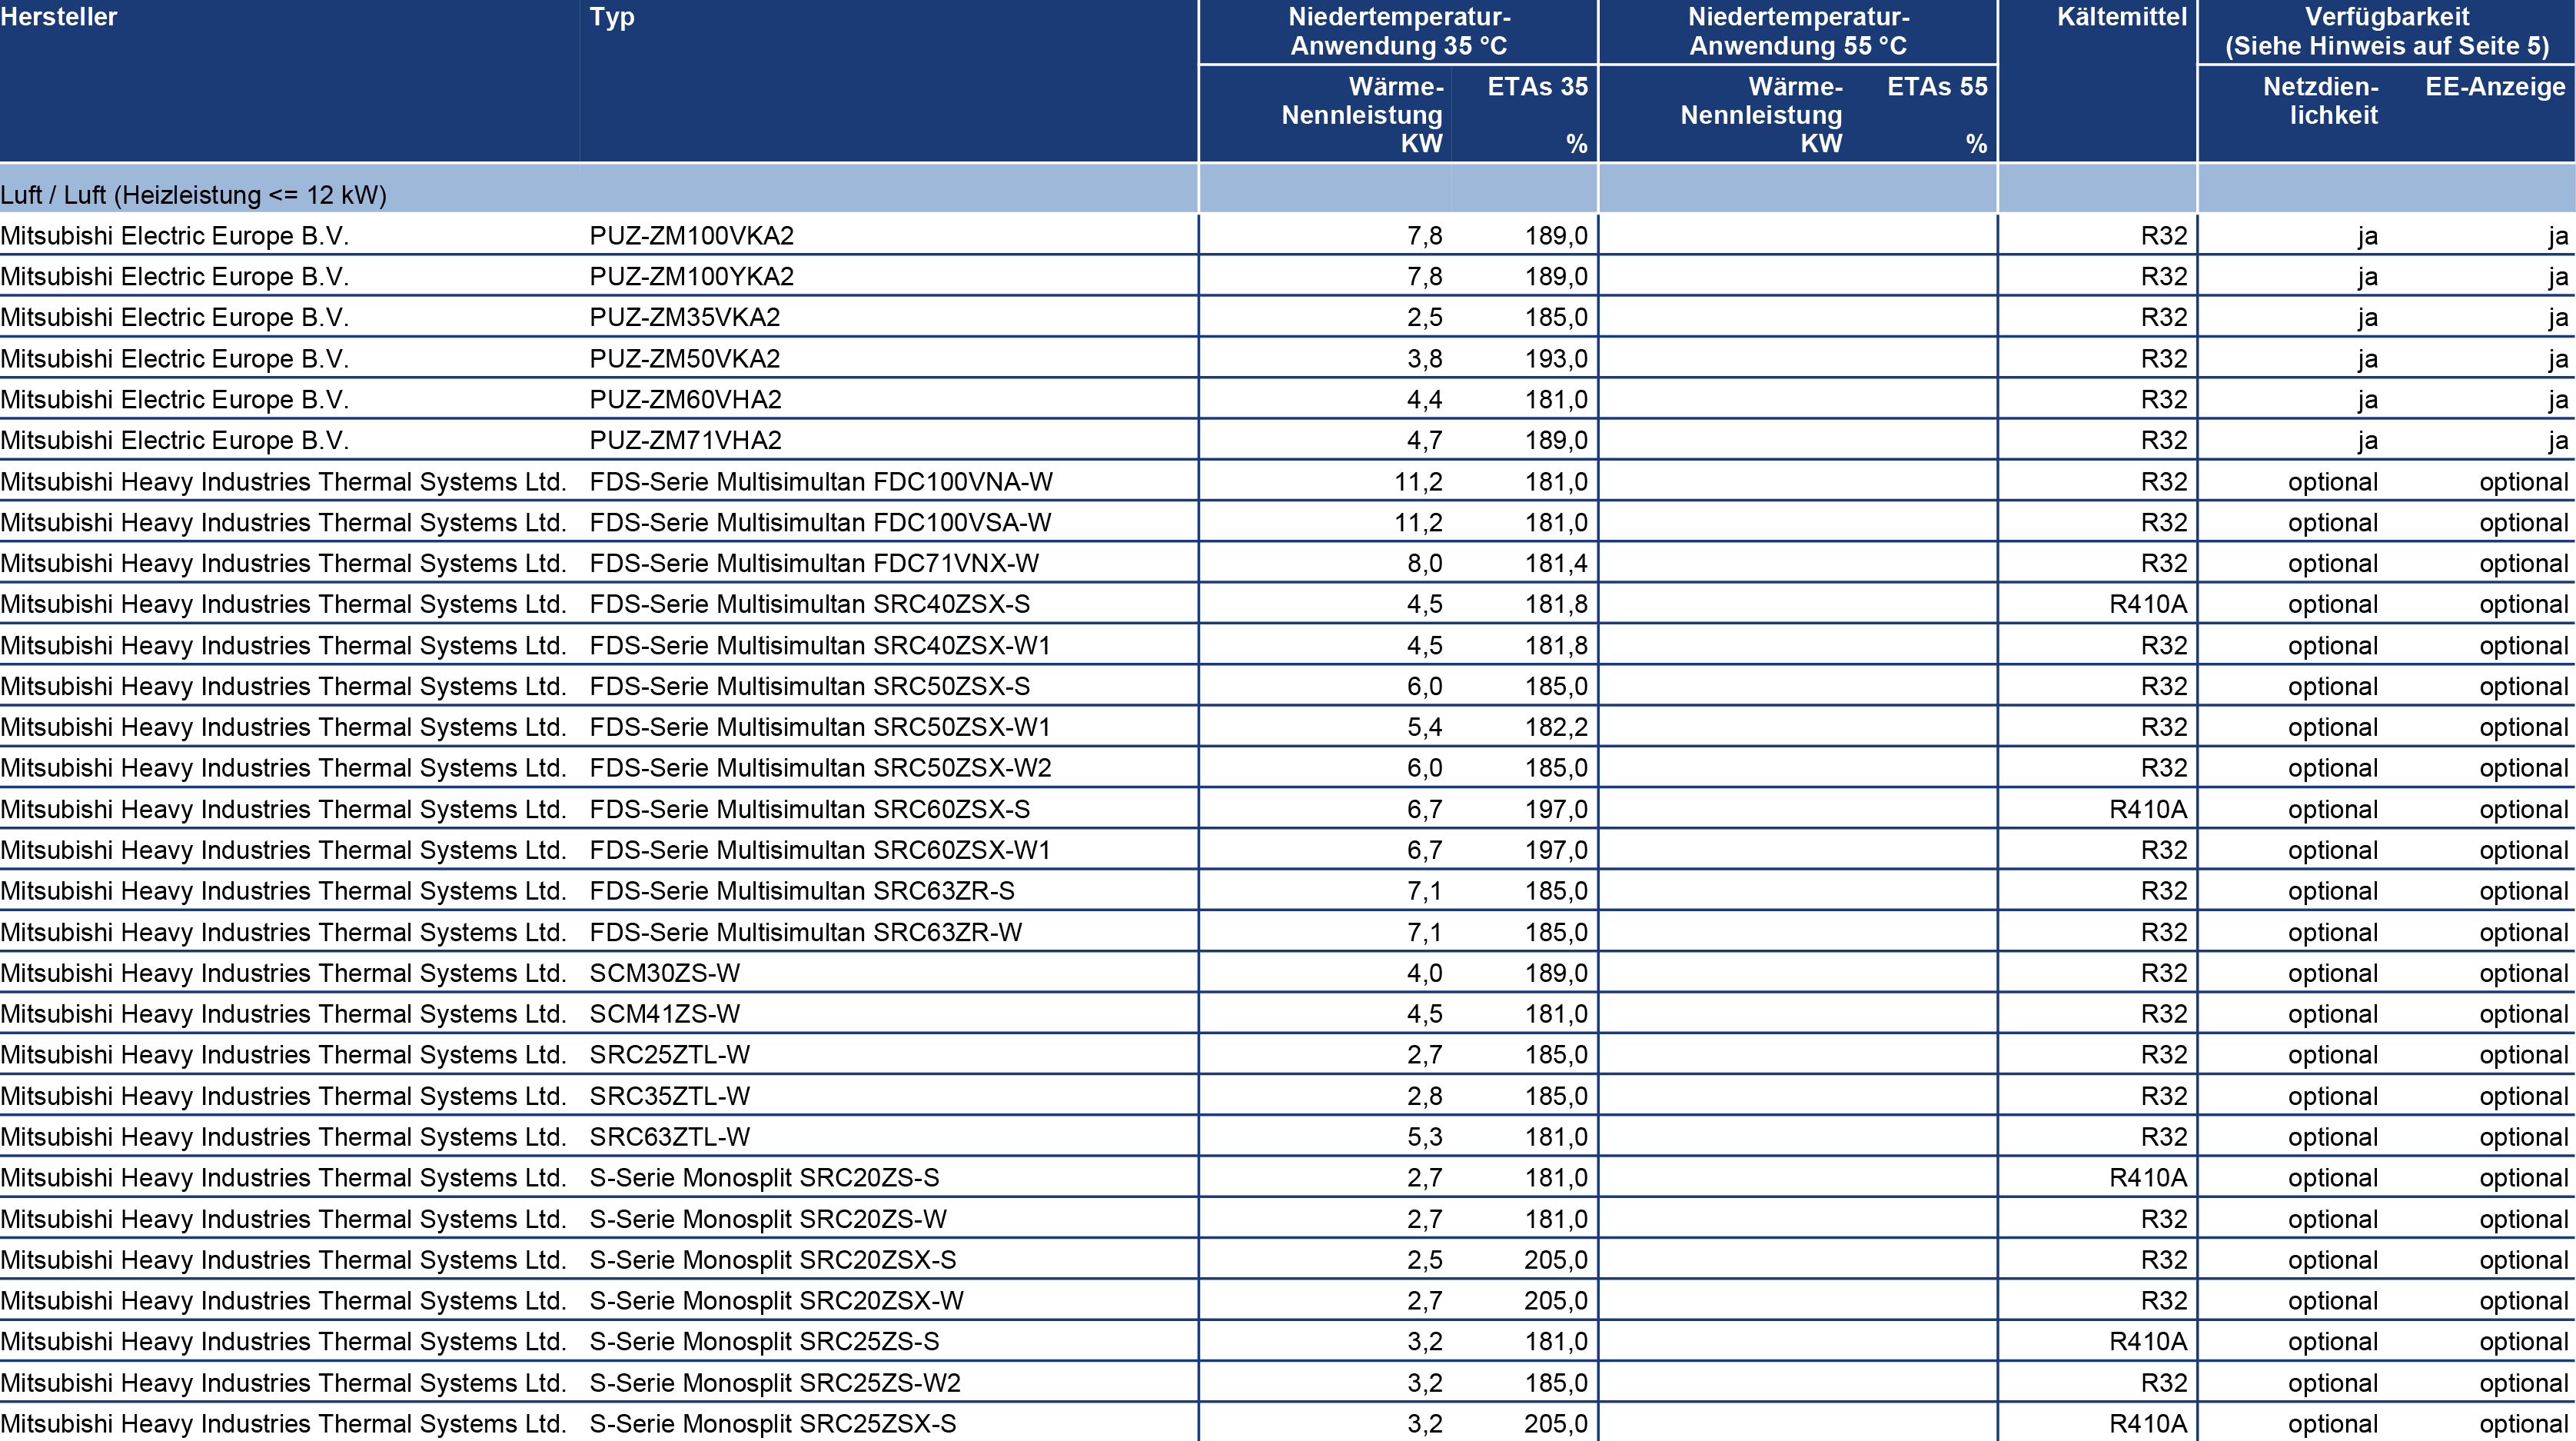 Hersteller Typ Niedertemperatur-Anwendung 35 °C Niedertemperatur-Anwendung 55 °C Kältemittel Verfügbarkeit (Siehe Hinweis auf Seite 5)
Wärme-Nennleistung KW ETAs 35 % Wärme-Nennleistung KW ETAs 55 % Netzdien-lichkeit EE-Anzeige
Luft / Luft (Heizleistung <= 12 kW)
Mitsubishi Electric Europe B.V. PUZ-ZM100VKA2 7,8 189,0 R32 ja ja
Mitsubishi Electric Europe B.V. PUZ-ZM100YKA2 7,8 189,0 R32 ja ja
Mitsubishi Electric Europe B.V. PUZ-ZM35VKA2 2,5 185,0 R32 ja ja
Mitsubishi Electric Europe B.V. PUZ-ZM50VKA2 3,8 193,0 R32 ja ja
Mitsubishi Electric Europe B.V. PUZ-ZM60VHA2 4,4 181,0 R32 ja ja
Mitsubishi Electric Europe B.V. PUZ-ZM71VHA2 4,7 189,0 R32 ja ja
Mitsubishi Heavy Industries Thermal Systems Ltd. FDS-Serie Multisimultan FDC100VNA-W 11,2 181,0 R32 optional optional
Mitsubishi Heavy Industries Thermal Systems Ltd. FDS-Serie Multisimultan FDC100VSA-W 11,2 181,0 R32 optional optional
Mitsubishi Heavy Industries Thermal Systems Ltd. FDS-Serie Multisimultan FDC71VNX-W 8,0 181,4 R32 optional optional
Mitsubishi Heavy Industries Thermal Systems Ltd. FDS-Serie Multisimultan SRC40ZSX-S 4,5 181,8 R410A optional optional
Mitsubishi Heavy Industries Thermal Systems Ltd. FDS-Serie Multisimultan SRC40ZSX-W1 4,5 181,8 R32 optional optional
Mitsubishi Heavy Industries Thermal Systems Ltd. FDS-Serie Multisimultan SRC50ZSX-S 6,0 185,0 R32 optional optional
Mitsubishi Heavy Industries Thermal Systems Ltd. FDS-Serie Multisimultan SRC50ZSX-W1 5,4 182,2 R32 optional optional
Mitsubishi Heavy Industries Thermal Systems Ltd. FDS-Serie Multisimultan SRC50ZSX-W2 6,0 185,0 R32 optional optional
Mitsubishi Heavy Industries Thermal Systems Ltd. FDS-Serie Multisimultan SRC60ZSX-S 6,7 197,0 R410A optional optional
Mitsubishi Heavy Industries Thermal Systems Ltd. FDS-Serie Multisimultan SRC60ZSX-W1 6,7 197,0 R32 optional optional
Mitsubishi Heavy Industries Thermal Systems Ltd. FDS-Serie Multisimultan SRC63ZR-S 7,1 185,0 R32 optional optional
Mitsubishi Heavy Industries Thermal Systems Ltd. FDS-Serie Multisimultan SRC63ZR-W 7,1 185,0 R32 optional optional
Mitsubishi Heavy Industries Thermal Systems Ltd. SCM30ZS-W 4,0 189,0 R32 optional optional
Mitsubishi Heavy Industries Thermal Systems Ltd. SCM41ZS-W 4,5 181,0 R32 optional optional
Mitsubishi Heavy Industries Thermal Systems Ltd. SRC25ZTL-W 2,7 185,0 R32 optional optional
Mitsubishi Heavy Industries Thermal Systems Ltd. SRC35ZTL-W 2,8 185,0 R32 optional optional
Mitsubishi Heavy Industries Thermal Systems Ltd. SRC63ZTL-W 5,3 181,0 R32 optional optional
Mitsubishi Heavy Industries Thermal Systems Ltd. S-Serie Monosplit SRC20ZS-S 2,7 181,0 R410A optional optional
Mitsubishi Heavy Industries Thermal Systems Ltd. S-Serie Monosplit SRC20ZS-W 2,7 181,0 R32 optional optional
Mitsubishi Heavy Industries Thermal Systems Ltd. S-Serie Monosplit SRC20ZSX-S 2,5 205,0 R32 optional optional
Mitsubishi Heavy Industries Thermal Systems Ltd. S-Serie Monosplit SRC20ZSX-W 2,7 205,0 R32 optional optional
Mitsubishi Heavy Industries Thermal Systems Ltd. S-Serie Monosplit SRC25ZS-S 3,2 181,0 R410A optional optional
Mitsubishi Heavy Industries Thermal Systems Ltd. S-Serie Monosplit SRC25ZS-W2 3,2 185,0 R32 optional optional
Mitsubishi Heavy Industries Thermal Systems Ltd. S-Serie Monosplit SRC25ZSX-S 3,2 205,0 R410A optional optional